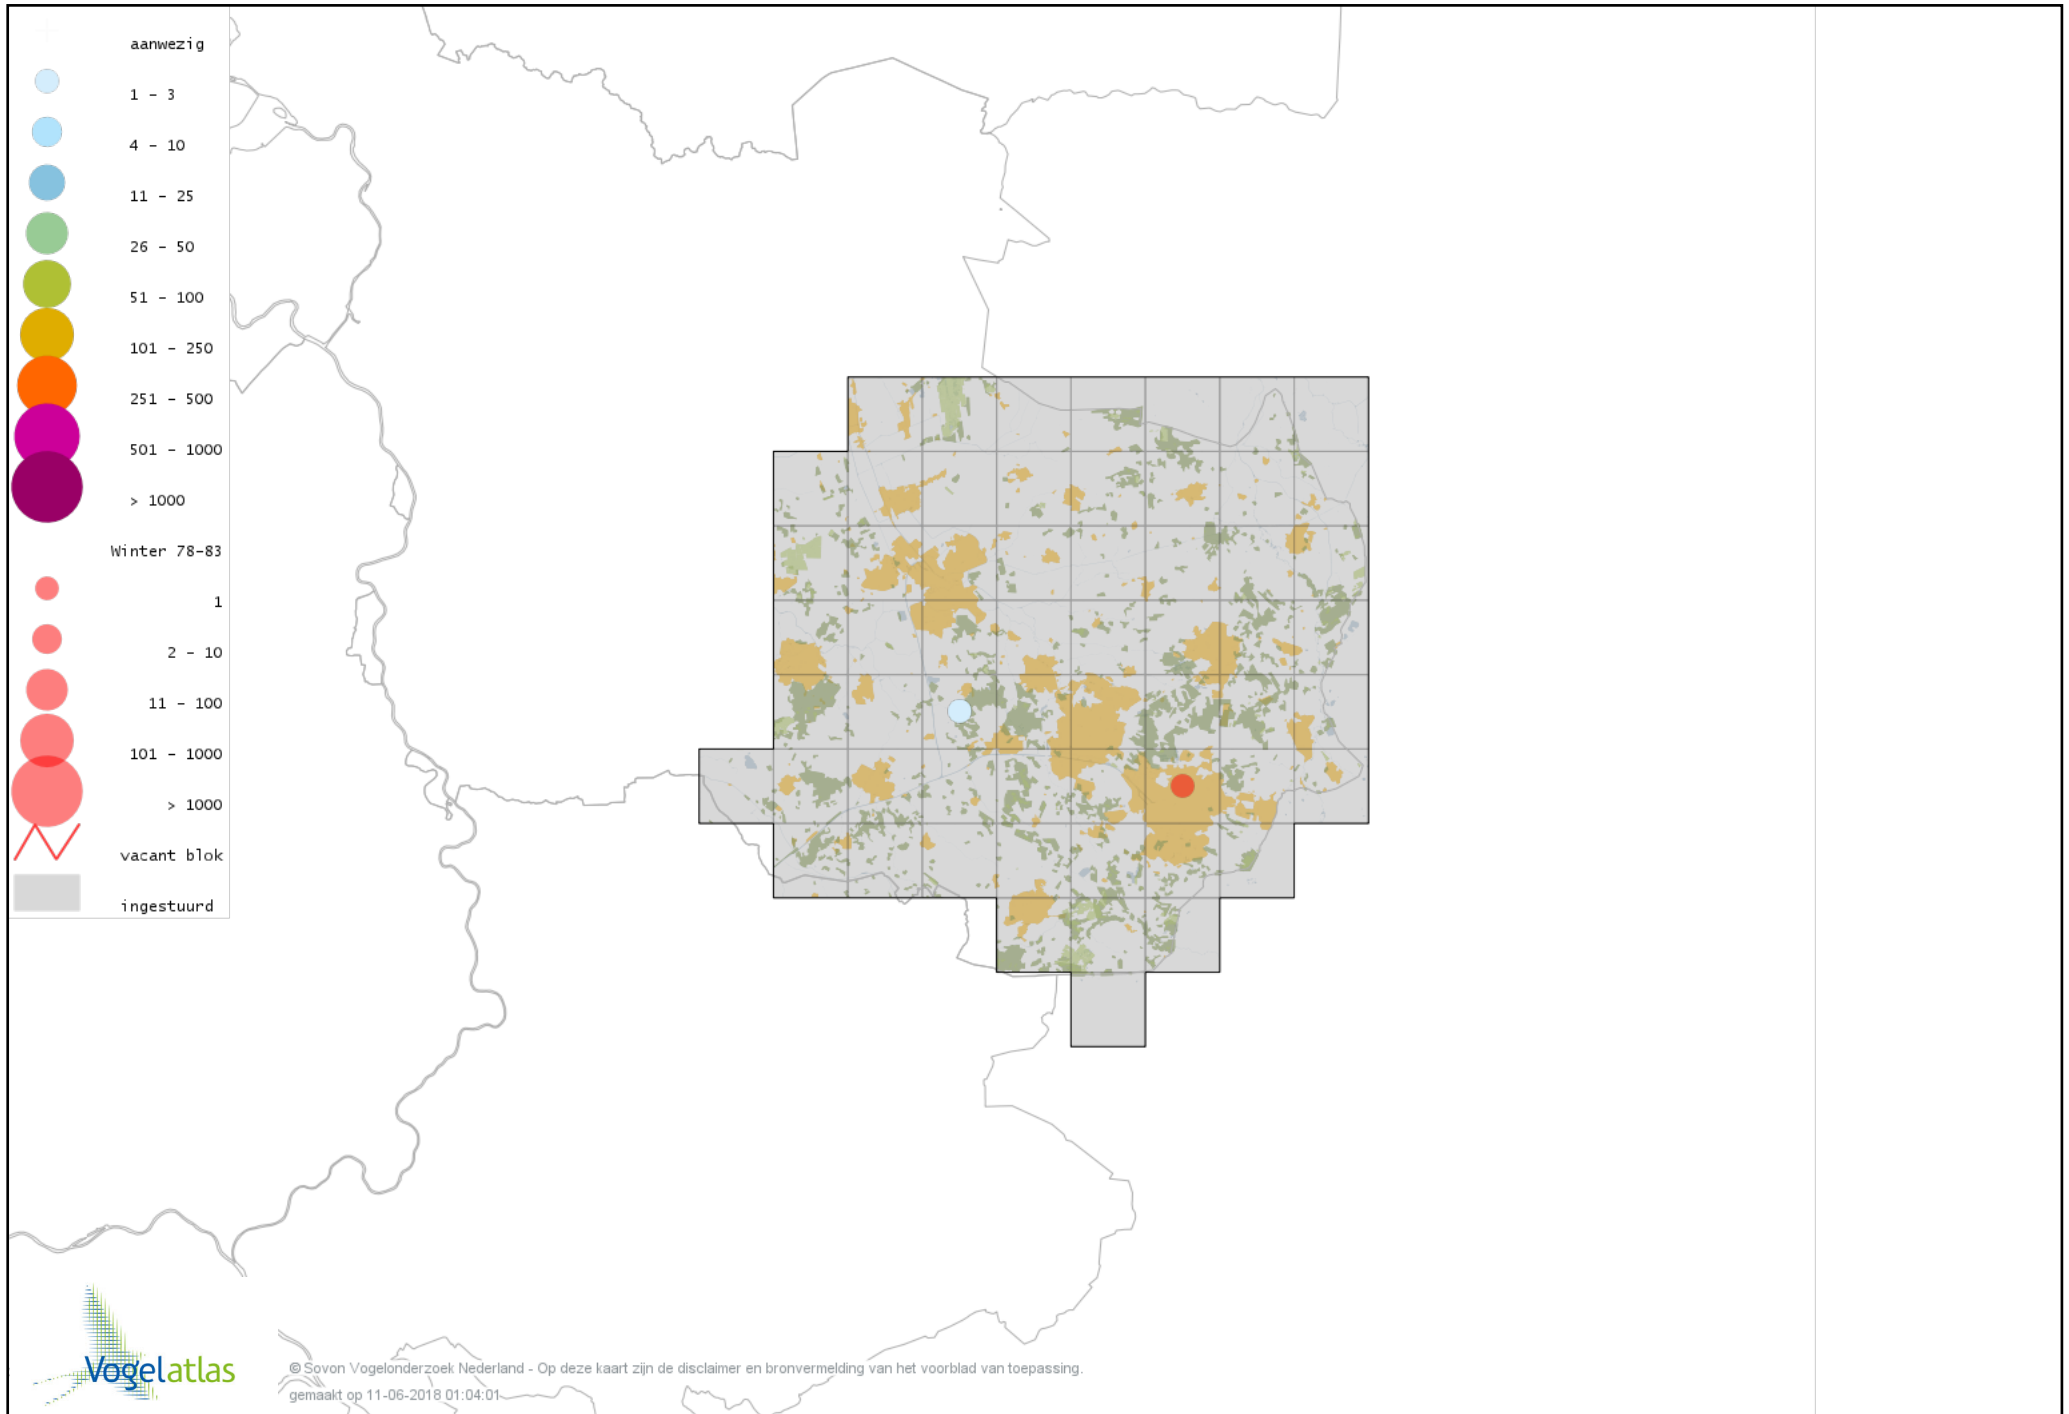 aanwezig
1 - 3
4 - 10
11 - 25
26 - 50
51 - 100
101 - 250
251 - 500
501 - 1000
> 1000
Winter 78-83
1
2 - 10
11 - 100
101 - 1000
> 1000
vacant blok
ingestuurd
Vogelatlas
© Sovon Vogelonderzoek Nederland - Op deze kaart zijn de disclaimer en bronvermelding van het voorblad van toepassing.
gemaakt op 11-06-2018 01:04:01